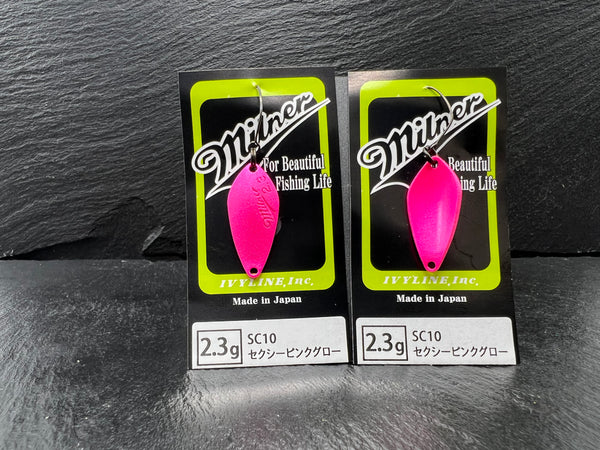 Milner
For Beautiful
Fishing Life
IVYLINE, Inc.
Made in Japan
2.3g
SC10
セクシーピンクグロー
Milner
Beautiful
ing Life
IVYLINE, Inc.
Made in Japan
2.3g
SC10
セクシーピンクグロー